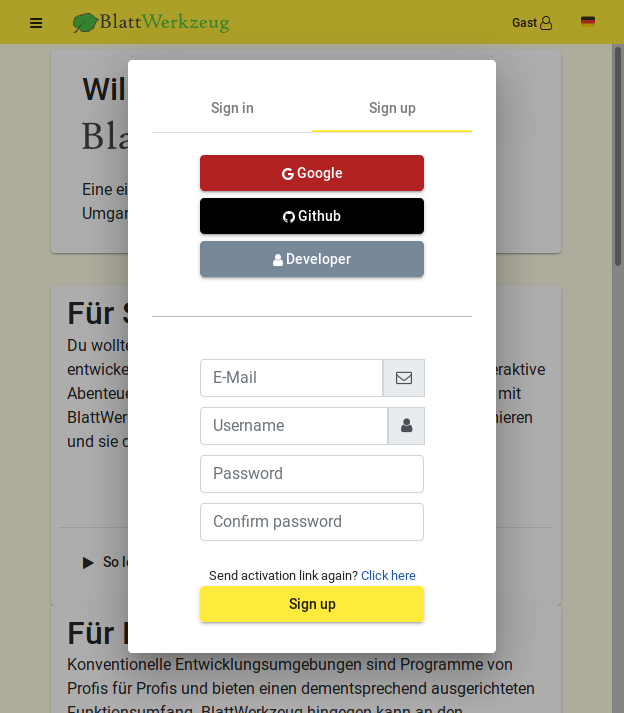 BlattWerkzeug
Gast
Sign in
Sign up
Google
Github
Developer
E-Mail
Username
Password
Confirm password
Send activation link again? Click here
Sign up
Wil
Bla
Eine ei
Umgan
Für S
Du wollte
entwicke
eraktive
Abenteue
mit
BlattWer
nieren
und sie d
So le
Für
Konventionelle Entwicklungsumgebungen sind Programme von
Profis für Profis und bieten einen dementsprechend ausgerichteten
Funktionsumfang. BlattWerkzeug hingegen kann an den